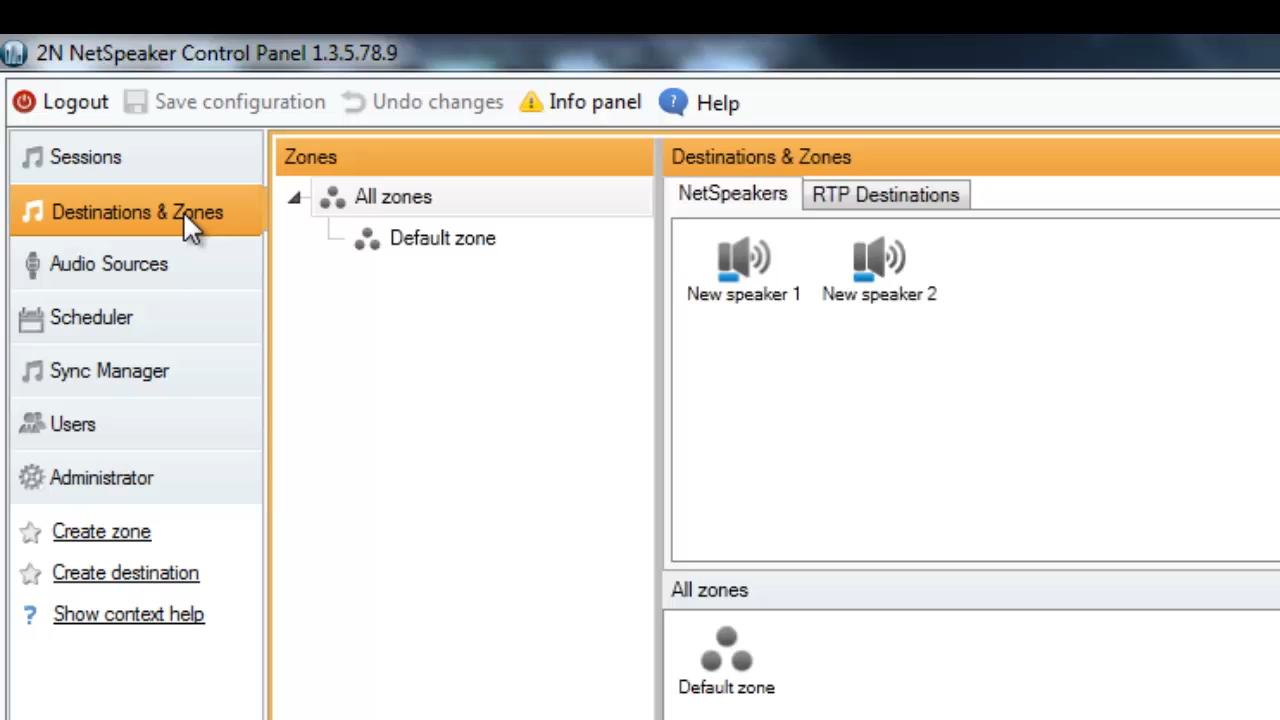 2N NetSpeaker Control Panel 1.3.5.78.9
Logout Save configuration Undo changes Info panel ? Help
Sessions
Destinations & Zones
Audio Sources
Scheduler
Sync Manager
Users
Administrator
Create zone
Create destination
? Show context help
Zones
All zones
Default zone
Destinations & Zones
NetSpeakers RTP Destinations
New speaker 1 New speaker 2
All zones
Default zone